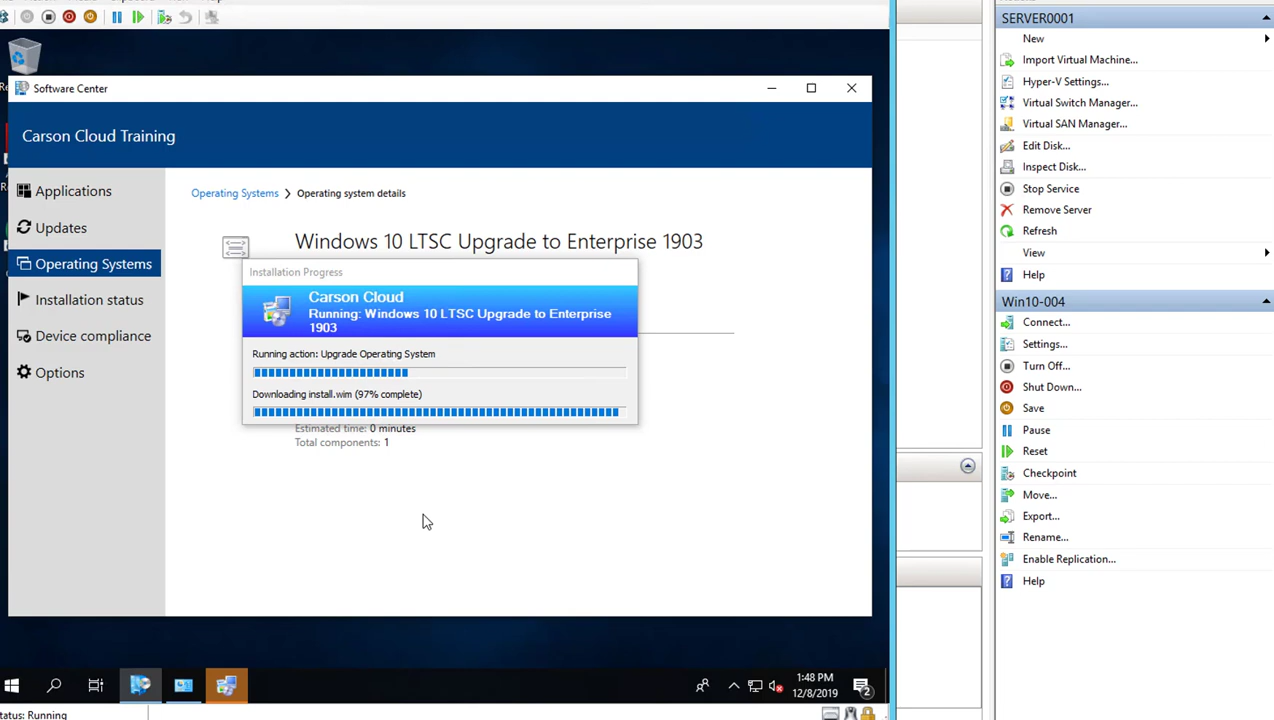 Software Center
Carson Cloud Training
Applications
Updates
Operating Systems
Installation status
Device compliance
Options
Operating Systems > Operating system details
Windows 10 LTSC Upgrade to Enterprise 1903
Installation Progress
Carson Cloud
Running: Windows 10 LTSC Upgrade to Enterprise
1903
Running action: Upgrade Operating System
Downloading install.wim (97% complete)
Estimated time: 0 minutes
Total components: 1
1:48 PM
12/8/2019
2
tatus: Running
SERVER0001
New
Import Virtual Machine...
Hyper-V Settings...
Virtual Switch Manager...
Virtual SAN Manager...
Edit Disk...
Inspect Disk...
Stop Service
Remove Server
Refresh
View
Help
Win10-004
Connect...
Settings...
Turn Off...
Shut Down...
Save
Pause
Reset
Checkpoint
Move...
Export...
Rename...
Enable Replication...
Help